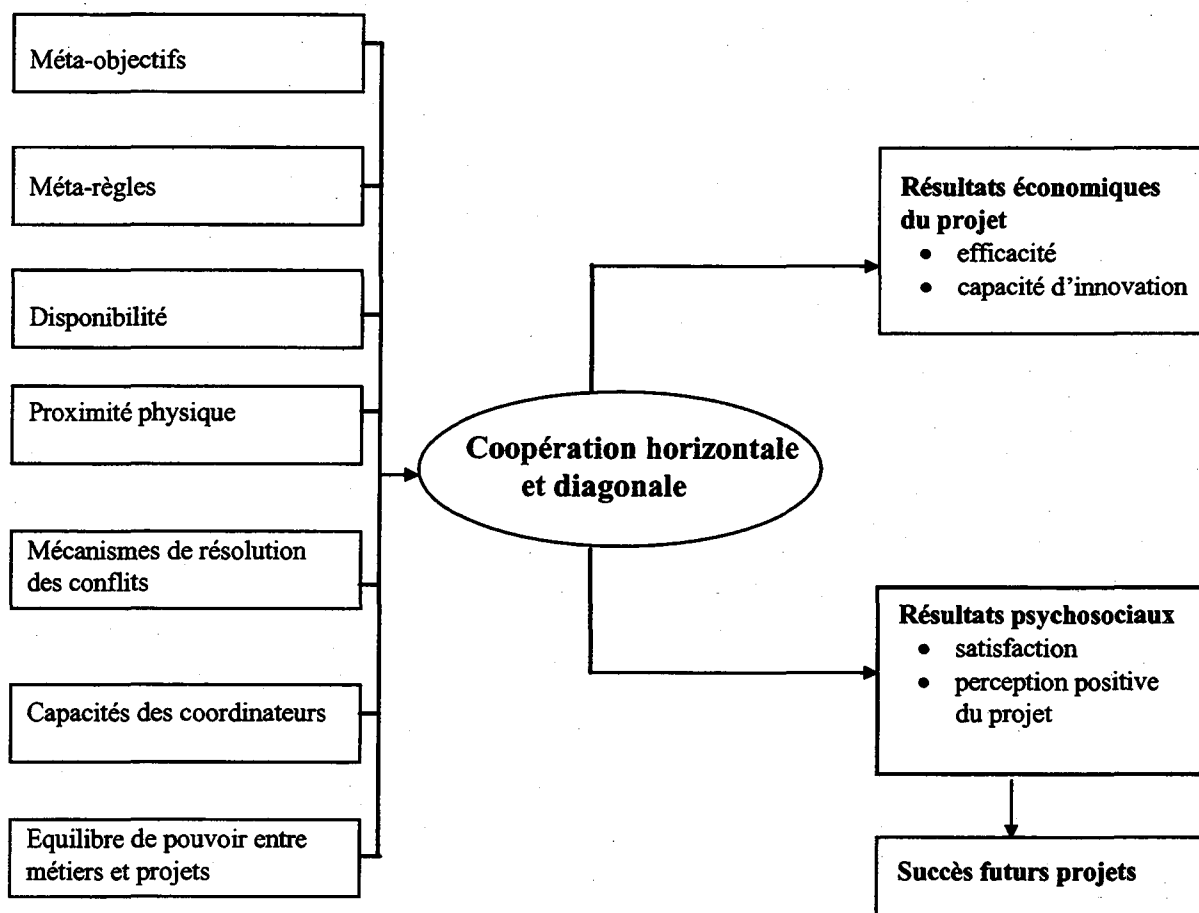 Méta-objectifs
Méta-règles
Disponibilité
Proximité physique
Mécanismes de résolution
des conflits
Capacités des coordinateurs
Equilibre de pouvoir entre
métiers et projets
Coopération horizontale
et diagonale
Résultats économiques
du projet
• efficacité
• capacité d'innovation
Résultats psychosociaux
• satisfaction
• perception positive
du projet
Succès futurs projets